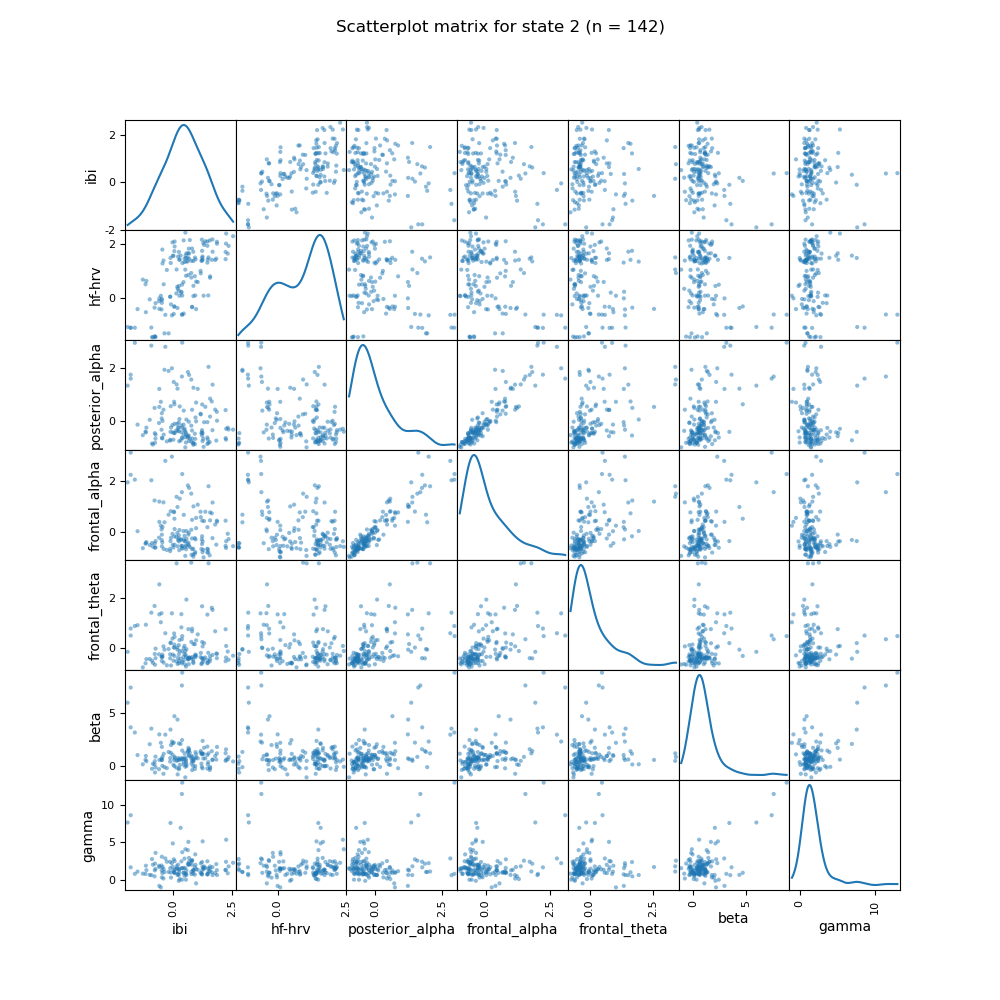 Scatterplot matrix for state 2 (n = 142)
ibi
2
0
-2
hf-hrv
2
0
posterior_alpha
2
0
frontal_alpha
2
0
frontal_theta
2
0
beta
5
0
gamma
10
5
0
0.0 2.5 0.0 2.5 0.0 2.5 0.0 2.5 0.0 2.5 0 5 0 10
ibi hf-hrv posterior_alpha frontal_alpha frontal_theta beta gamma